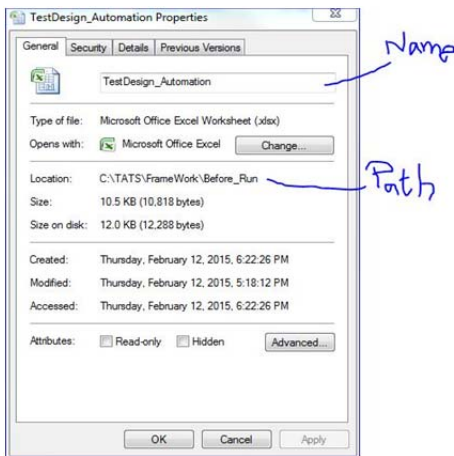 TestDesign_Automation Properties
General Security Details Previous Versions
Name
TestDesign_Automation
Type of file: Microsoft Office Excel Worksheet (.xlsx)
Opens with: Microsoft Office Excel Change...
Location: C:\TATS\FrameWork\Before_Run
Path
Size: 10.5 KB (10,818 bytes)
Size on disk: 12.0 KB (12,288 bytes)
Created: Thursday, February 12, 2015, 6:22:26 PM
Modified: Thursday, February 12, 2015, 5:18:12 PM
Accessed: Thursday, February 12, 2015, 6:22:26 PM
Attributes: Read-only Hidden Advanced...
OK Cancel Apply